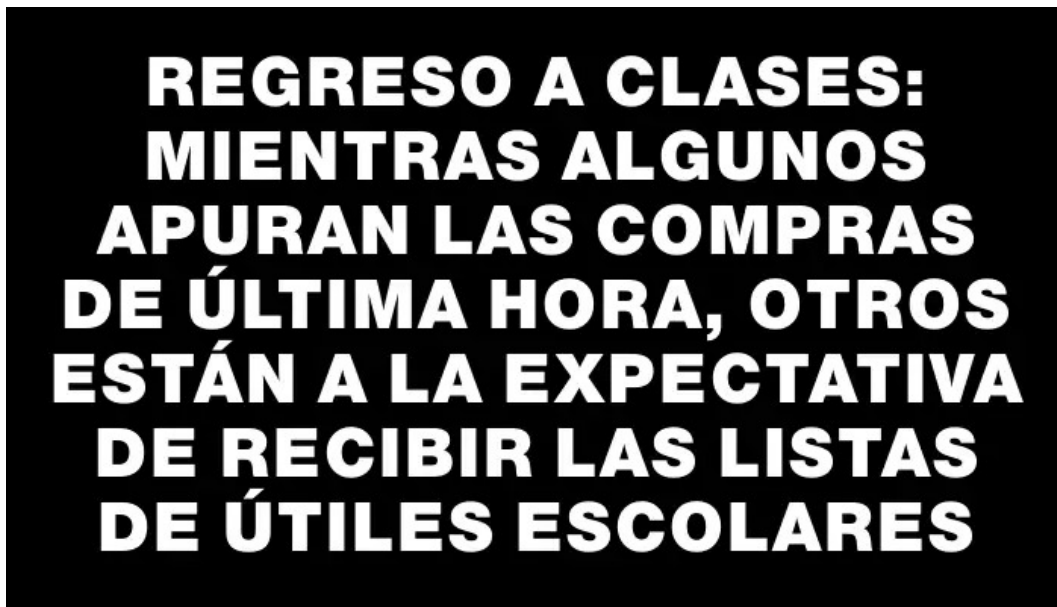 REGRESO A CLASES:
MIENTRAS ALGUNOS
APURAN LAS COMPRAS
DE ÚLTIMA HORA, OTROS
ESTÁN A LA EXPECTATIVA
DE RECIBIR LAS LISTAS
DE ÚTILES ESCOLARES